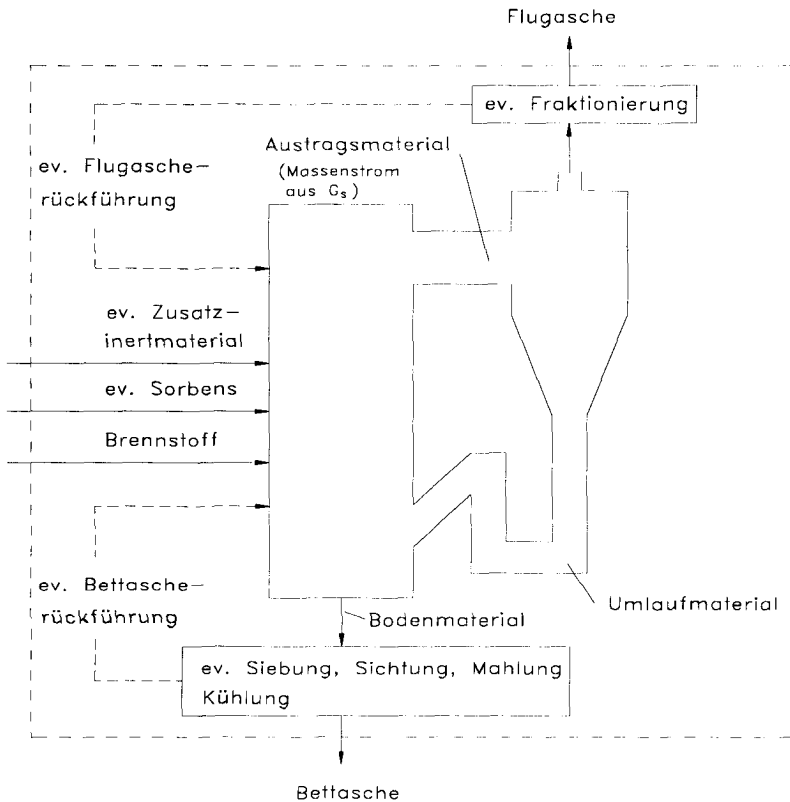 Flugasche
ev. Fraktionierung
Austragsmaterial
(Massenstrom
aus Gs)
ev. Flugasche-
rückführung
ev. Zusatz-
inertmaterial
ev. Sorbens
Brennstoff
ev. Bettasche-
rückführung
Umlaufmaterial
Bodenmaterial
ev. Siebung, Sichtung, Mahlung
Kühlung
Bettasche